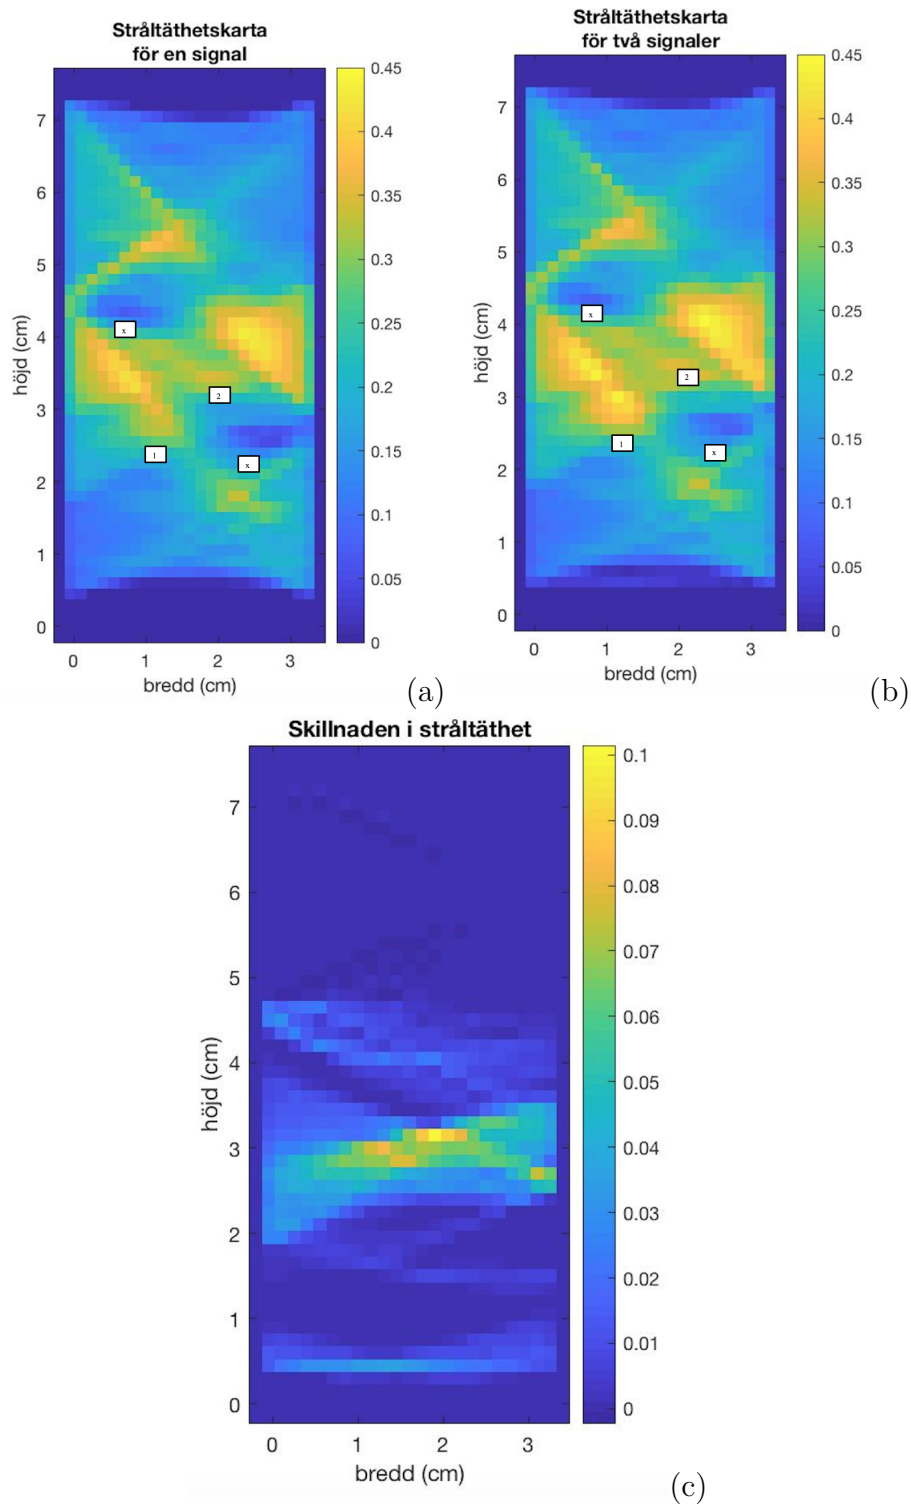 Stråltäthetskarta
för en signal
0.45
0.4
0.35
0.3
0.25
0.2
0.15
0.1
0.05
0
7
6
5
4
3
2
1
0
höjd (cm)
x
2
1
x
0 1 2 3
bredd (cm)
(a)
Stråltäthetskarta
för två signaler
0.45
0.4
0.35
0.3
0.25
0.2
0.15
0.1
0.05
0
7
6
5
4
3
2
1
0
höjd (cm)
x
2
1
x
0 1 2 3
bredd (cm)
(b)
Skillnaden i stråltäthet
0.1
0.09
0.08
0.07
0.06
0.05
0.04
0.03
0.02
0.01
0
7
6
5
4
3
2
1
0
höjd (cm)
0 1 2 3
bredd (cm)
(c)